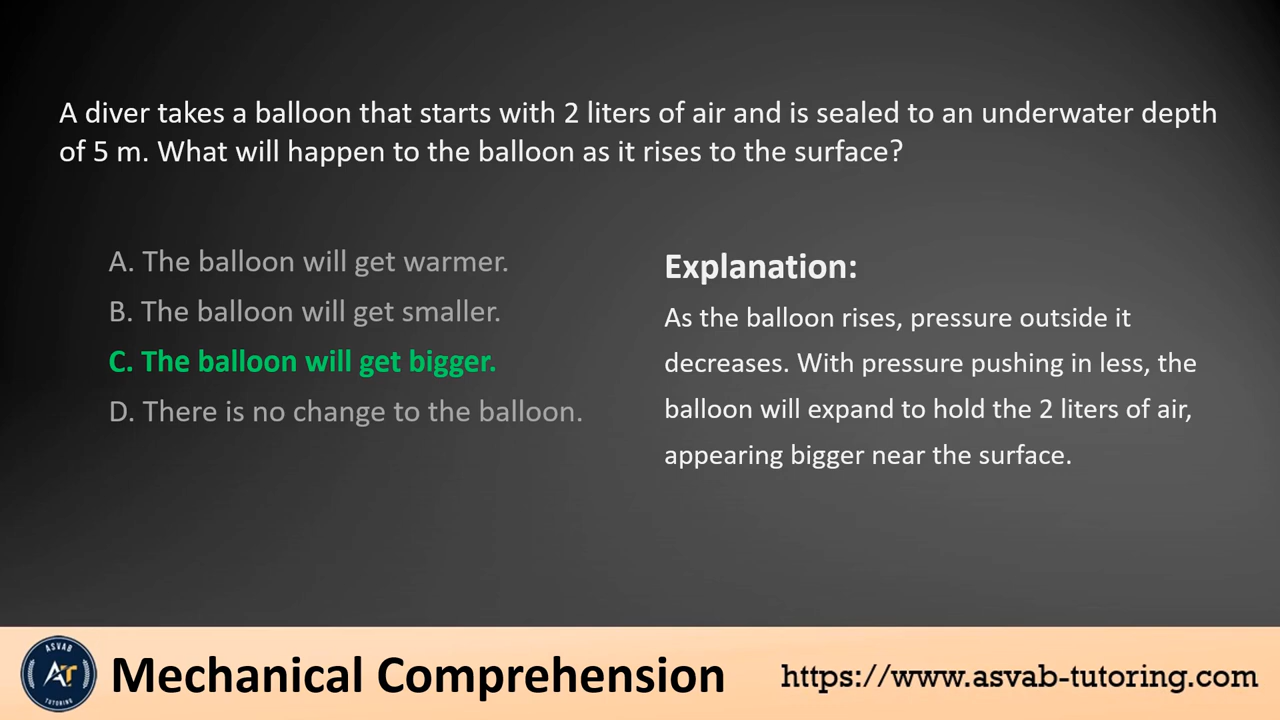 A diver takes a balloon that starts with 2 liters of air and is sealed to an underwater depth
of 5 m. What will happen to the balloon as it rises to the surface?
A. The balloon will get warmer.
B. The balloon will get smaller.
C. The balloon will get bigger.
D. There is no change to the balloon.
Explanation:
As the balloon rises, pressure outside it
decreases. With pressure pushing in less, the
balloon will expand to hold the 2 liters of air,
appearing bigger near the surface.
ASVAB
AT
TUTORING
Mechanical Comprehension
https://www.asvab-tutoring.com